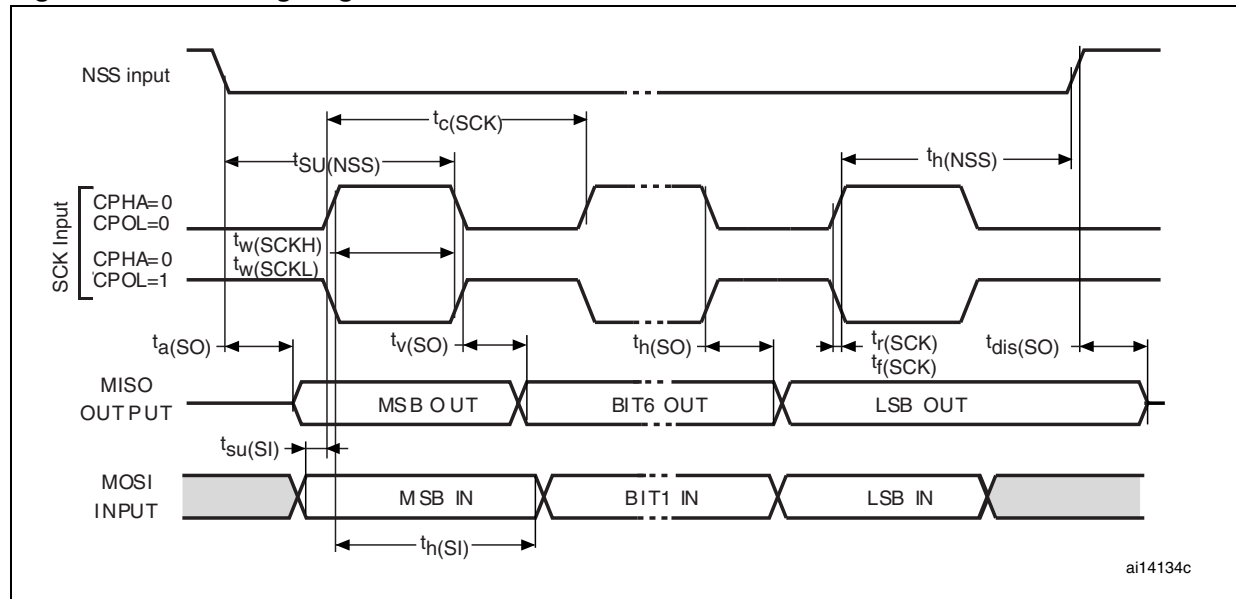 NSS input
tc(SCK)
tSU(NSS)
th(NSS)
SCK Input
CPHA=0
CPOL=0
tw(SCKH)
CPHA=0
tw(SCKL)
CPOL=1
ta(SO)
tv(SO)
th(SO)
tr(SCK)
tf(SCK)
tdis(SO)
MISO
OUTPUT
MSB OUT
BIT6 OUT
LSB OUT
tsu(SI)
MOSI
INPUT
MSB IN
BIT1 IN
LSB IN
th(SI)
ai14134c